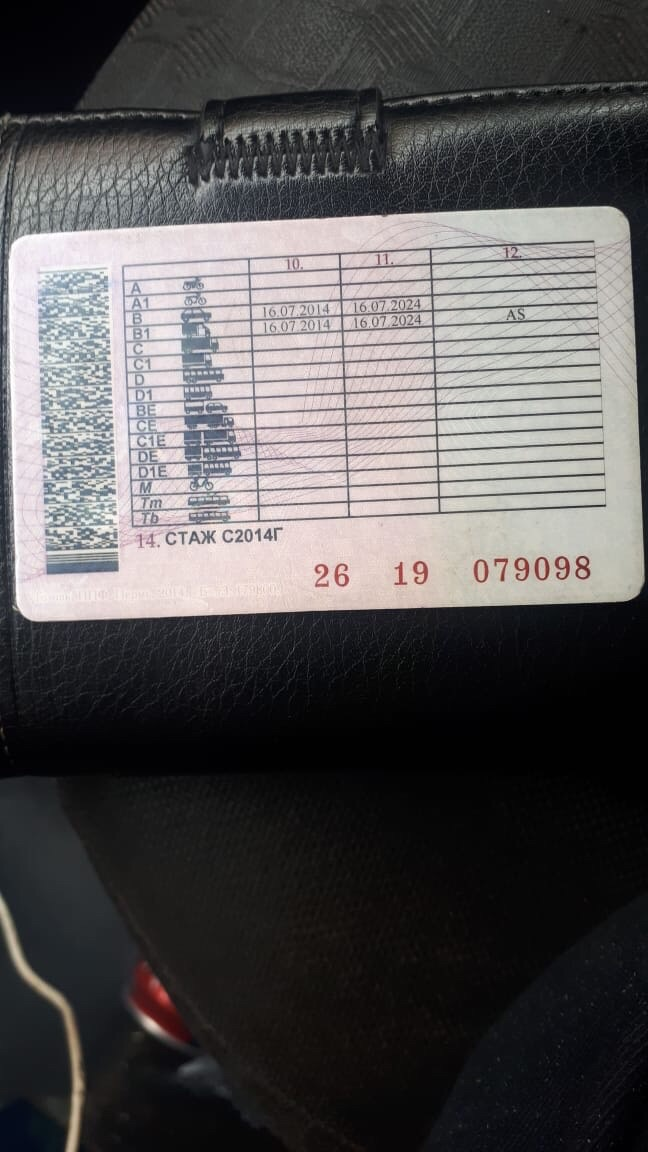 10. 11. 12.
A
A1
B 16.07.2014 16.07.2024
B1 16.07.2014 16.07.2024 AS
C
C1
D
D1
BE
CE
C1E
DE
D1E
M
Tm
Tb
14. СТАЖ С2014Г
26 19 079098